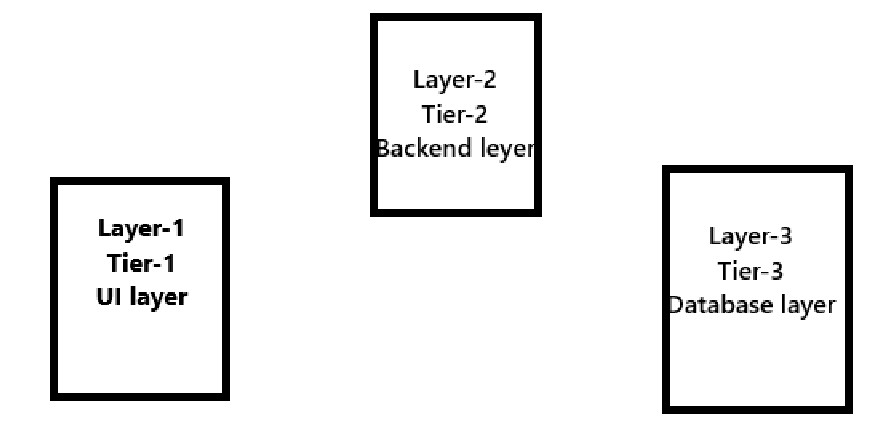 Layer-1
Tier-1
UI layer
Layer-2
Tier-2
Backend leyer
Layer-3
Tier-3
Database layer